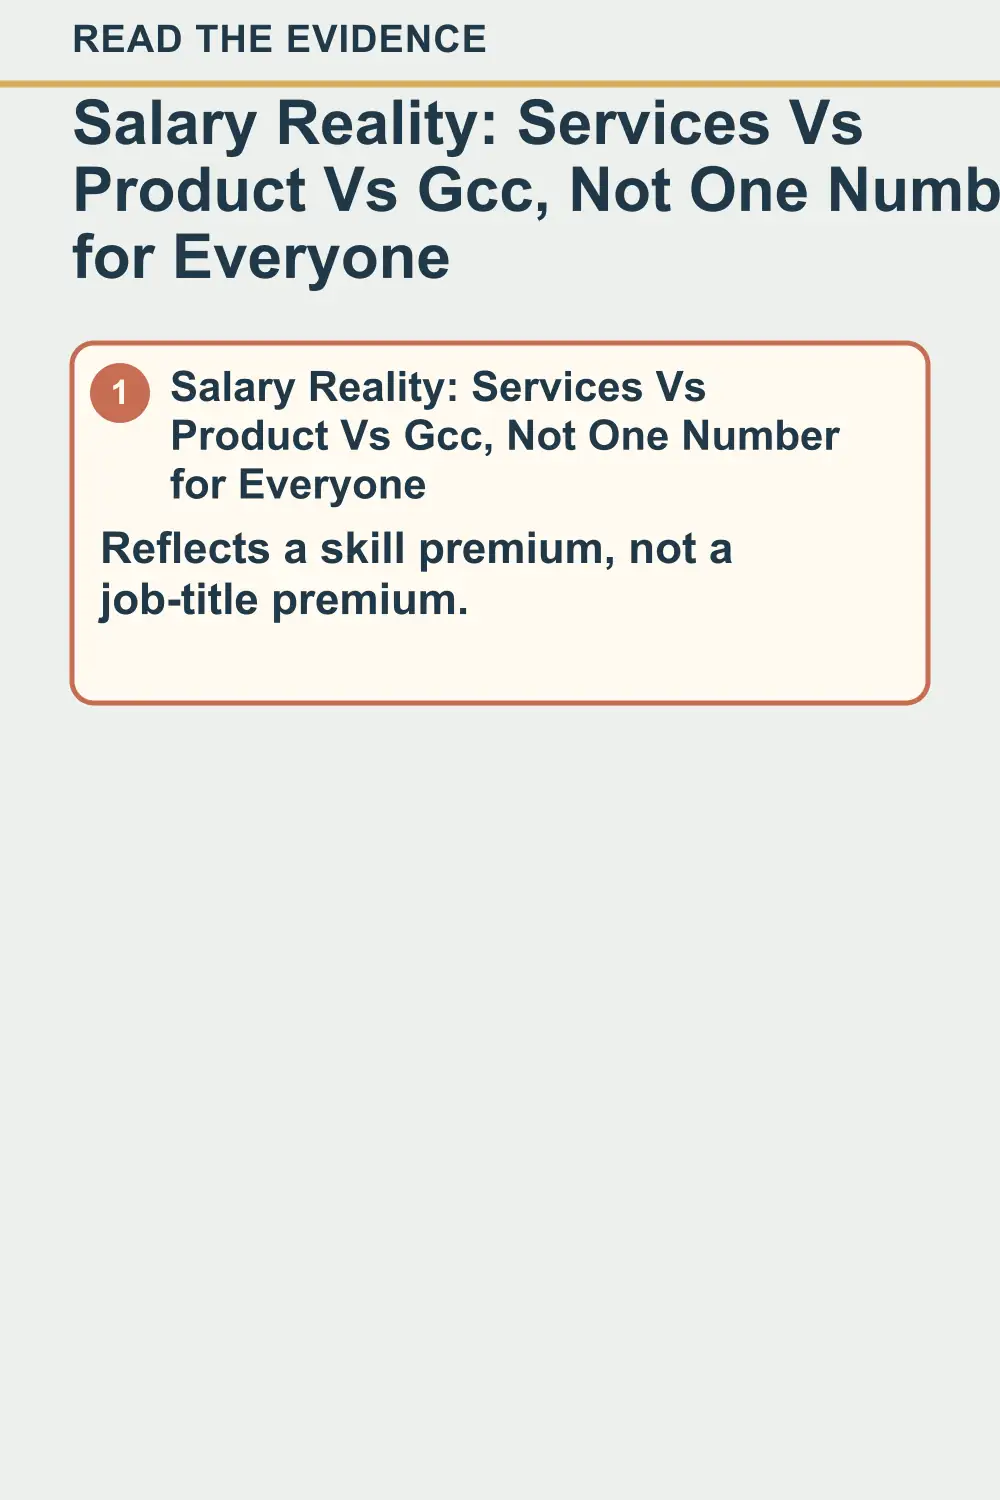 READ THE EVIDENCE
Salary Reality: Services Vs
Product Vs Gcc, Not One Numb
for Everyone
1
Salary Reality: Services Vs
Product Vs Gcc, Not One Number
for Everyone
Reflects a skill premium, not a
job-title premium.